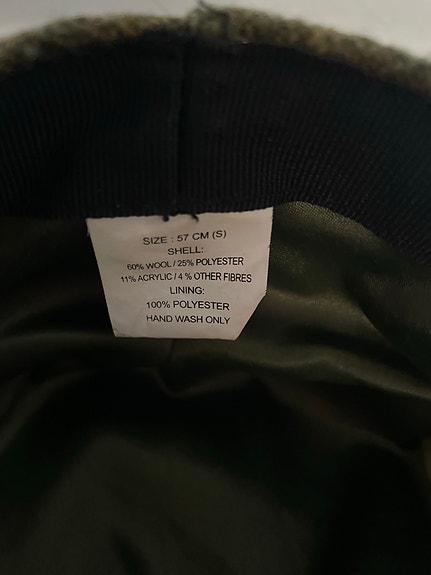 SIZE : 57 CM (S)
SHELL:
60% WOOL / 25% POLYESTER
11% ACRYLIC / 4 % OTHER FIBRES
LINING:
100% POLYESTER
HAND WASH ONLY